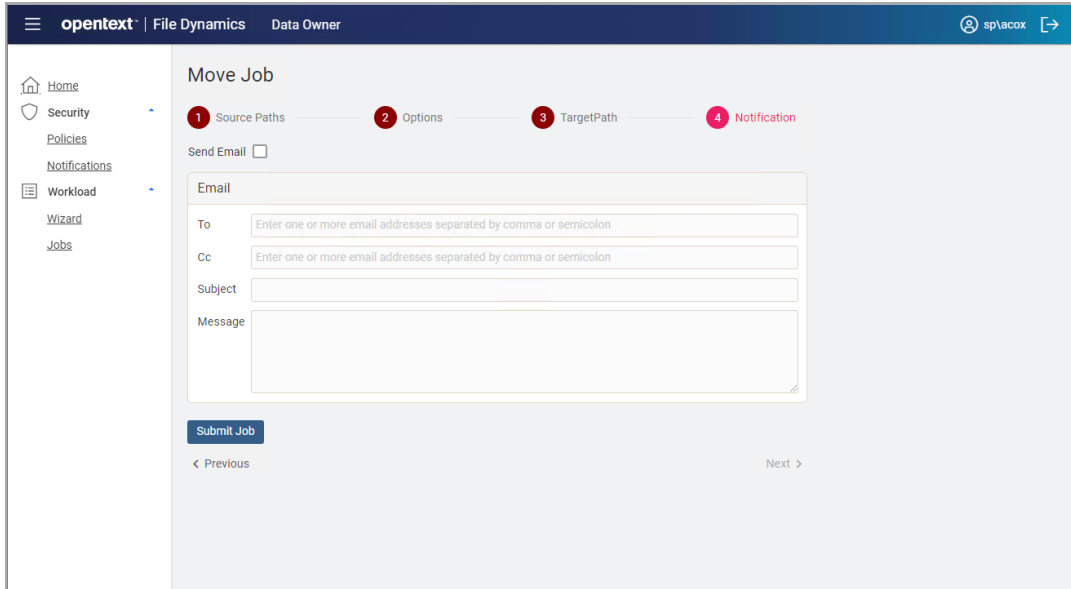 opentext™ | File Dynamics Data Owner sp\acox
Home
Security
Policies
Notifications
Workload
Wizard
Jobs
Move Job
1 Source Paths 2 Options 3 TargetPath 4 Notification
Send Email
Email
To Enter one or more email addresses separated by comma or semicolon
Cc Enter one or more email addresses separated by comma or semicolon
Subject
Message
Submit Job
< Previous Next >